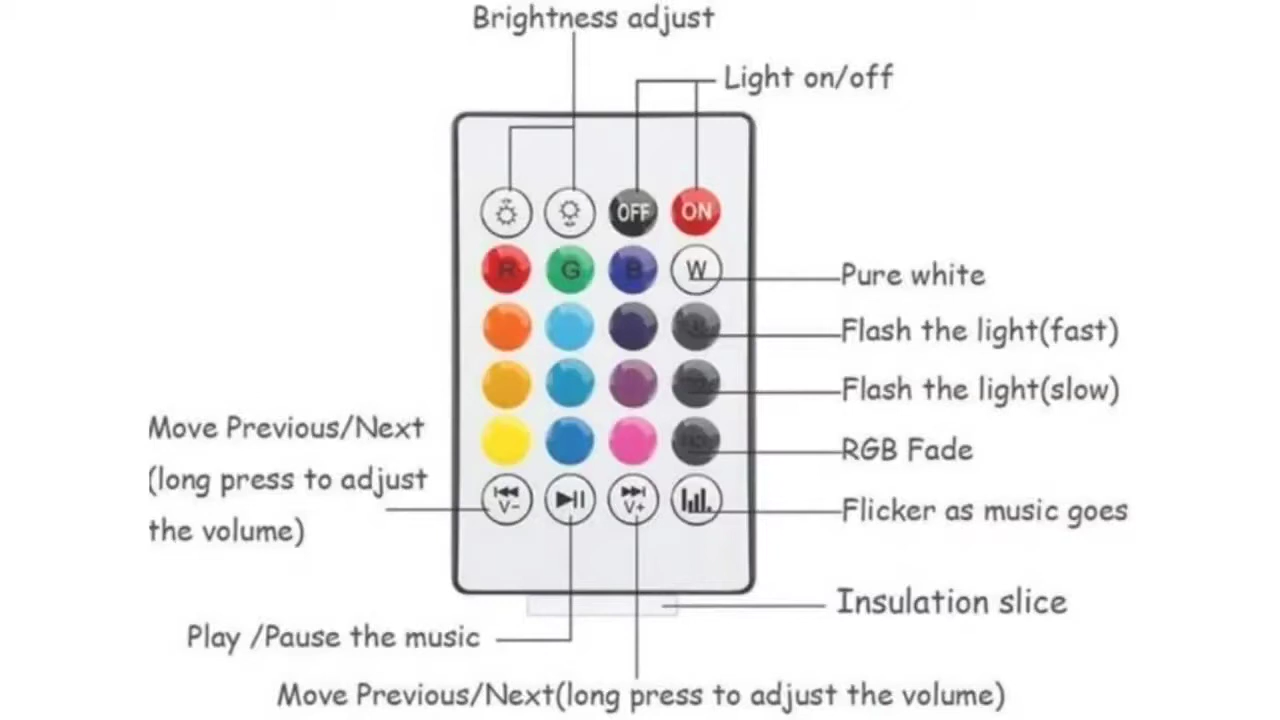 Brightness adjust
Light on/off
OFF ON
R G B W
Pure white
Flash the light(fast)
Flash the light(slow)
Move Previous/Next
(long press to adjust
the volume)
RGB Fade
V- V+
Flicker as music goes
Insulation slice
Play /Pause the music
Move Previous/Next(long press to adjust the volume)